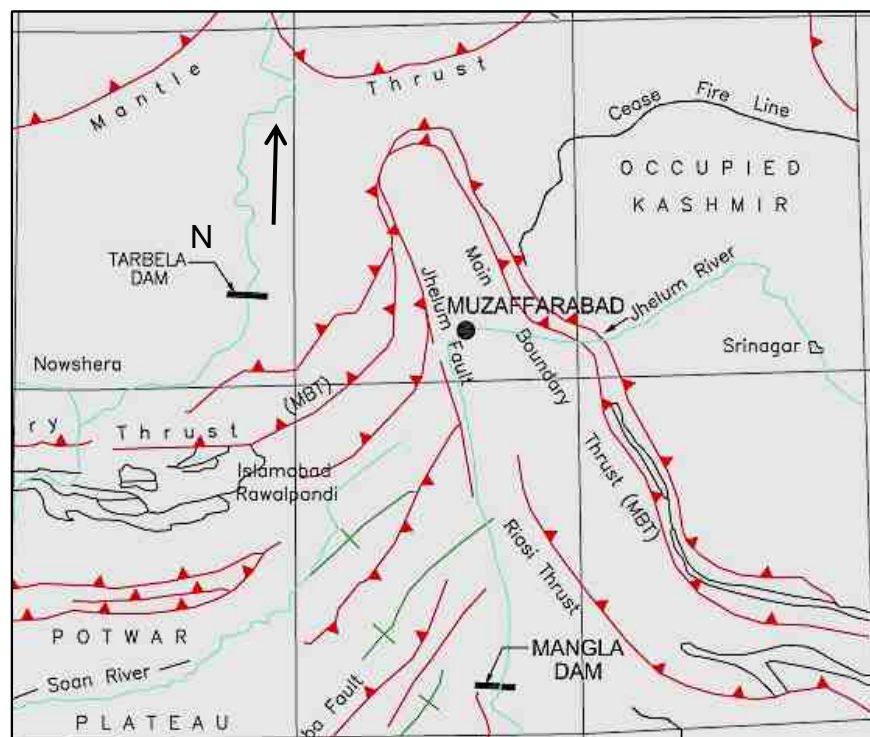 Mantle
Thrust
Cease Fire Line
OCCUPIED
KASHMIR
N
TARBELA
DAM
Main
Boundary
Thrust (MBT)
Jhelum Fault
MUZAFFARABAD
Jhelum River
Srinagar
Nowshera
(MBT)
ry Thrust
Islamabad
Rawalpandi
Riasi Thrust
POTWAR
Soan River
PLATEAU
ba Fault
MANGLA
DAM